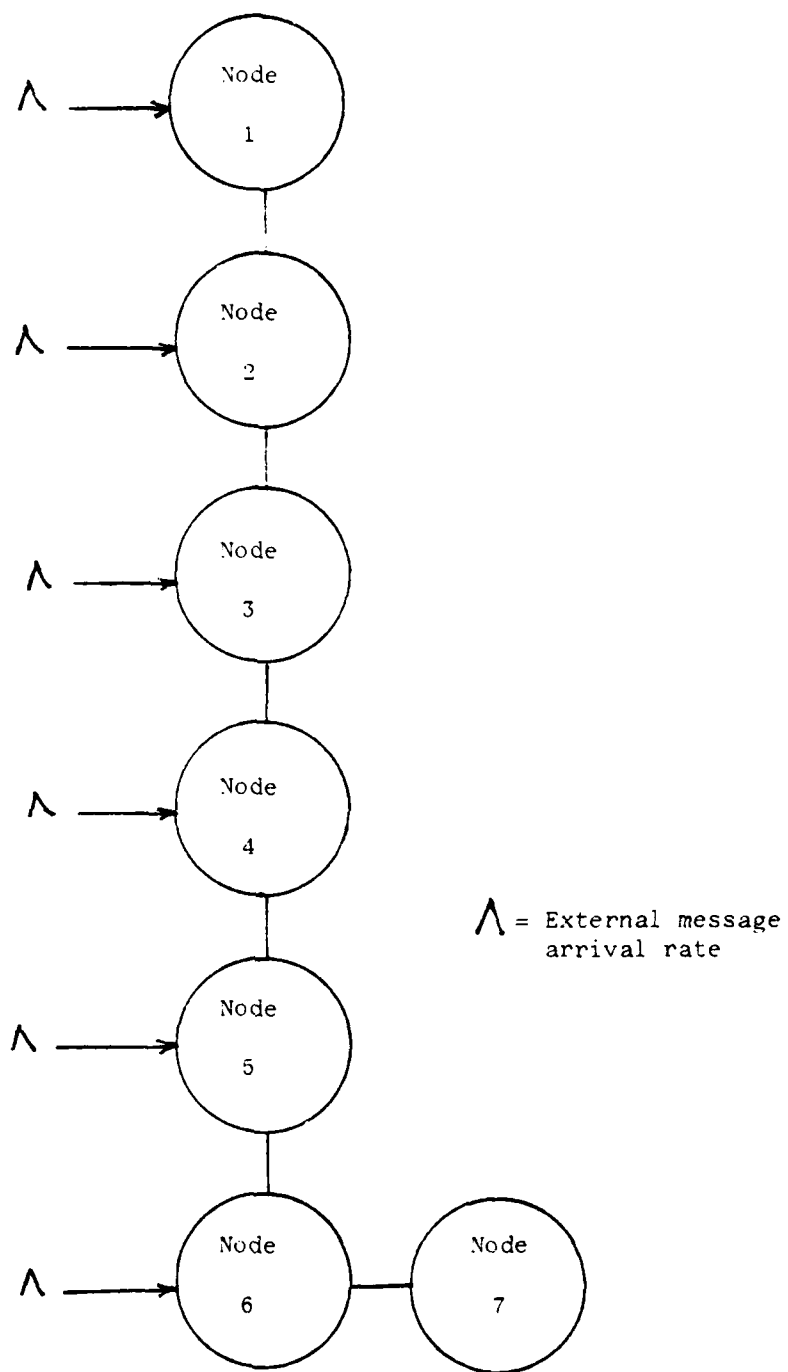 Λ Node
1
Λ Node
2
Λ Node
3
Λ Node
4
Λ = External message
arrival rate
Λ Node
5
Λ Node
6
Node
7